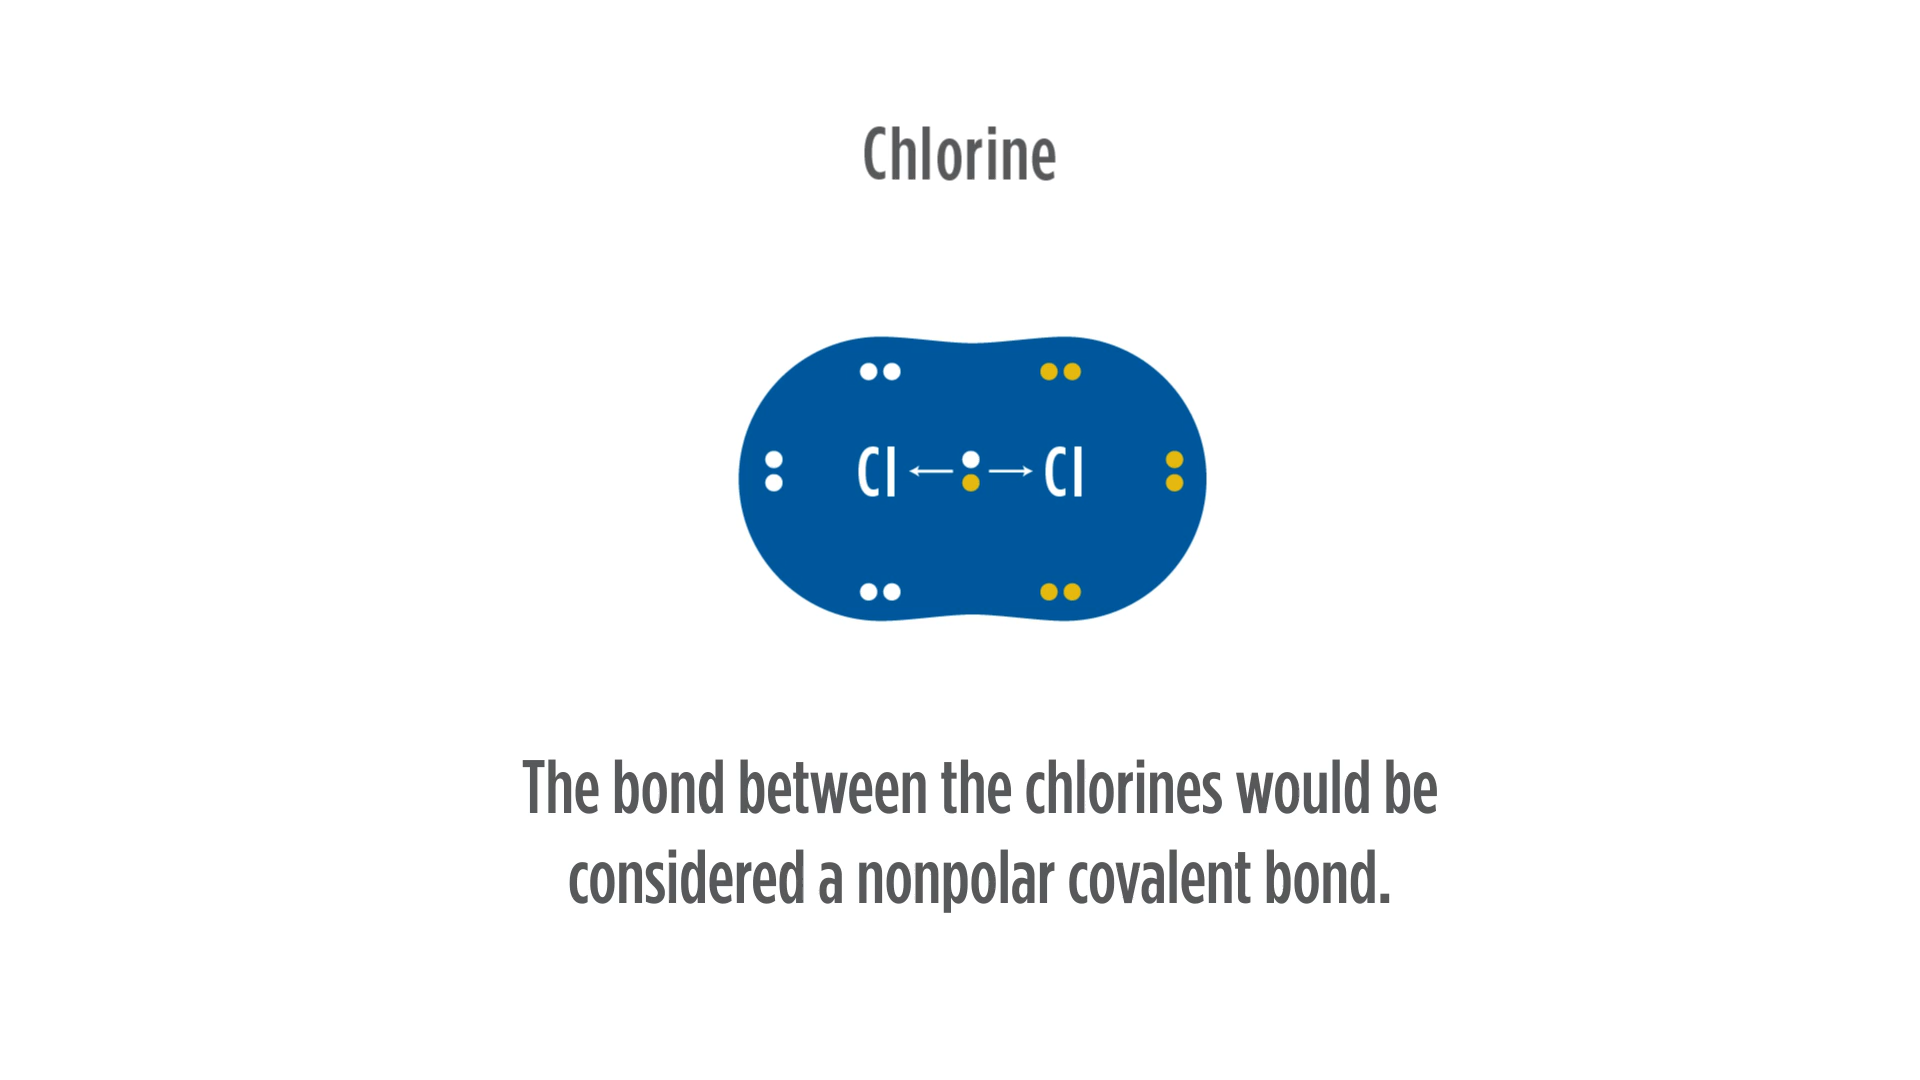 Chlorine
Cl Cl
The bond between the chlorines would be
considered a nonpolar covalent bond.